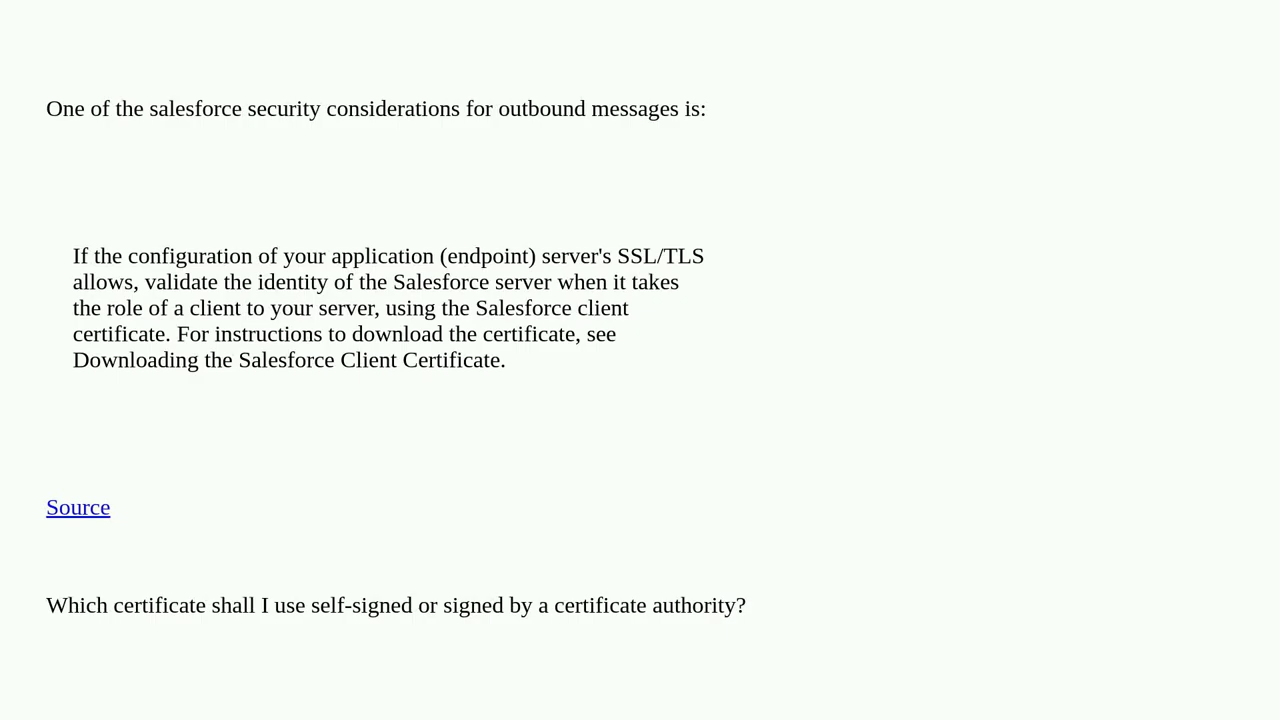 One of the salesforce security considerations for outbound messages is:
If the configuration of your application (endpoint) server's SSL/TLS
allows, validate the identity of the Salesforce server when it takes
the role of a client to your server, using the Salesforce client
certificate. For instructions to download the certificate, see
Downloading the Salesforce Client Certificate.
Source
Which certificate shall I use self-signed or signed by a certificate authority?